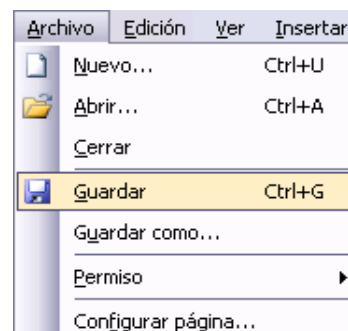 Archivo Edición Ver Insertar
Nuevo... Ctrl+U
Abrir... Ctrl+A
Cerrar
Guardar Ctrl+G
Guardar como...
Permiso
Configurar página...